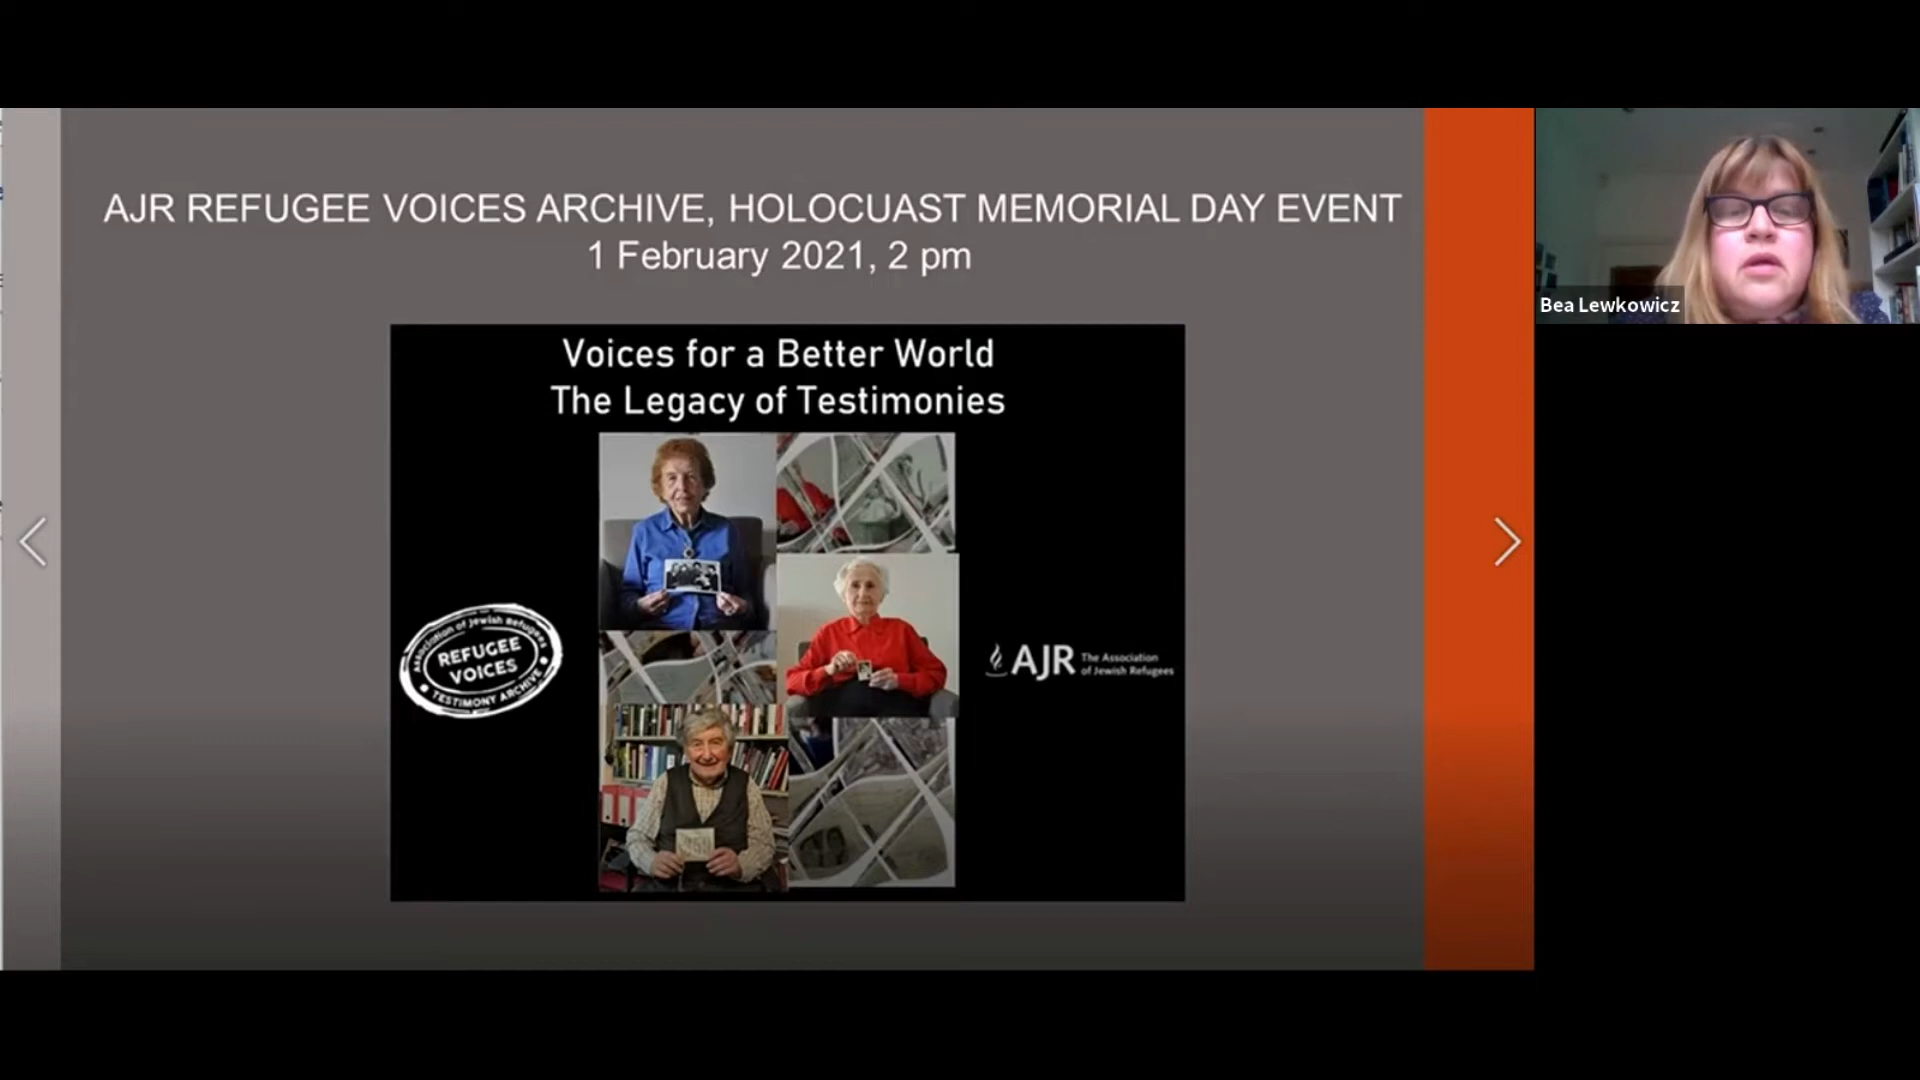 AJR REFUGEE VOICES ARCHIVE, HOLOCUAST MEMORIAL DAY EVENT
1 February 2021, 2 pm
Voices for a Better World
The Legacy of Testimonies
Association of Jewish Refugees
REFUGEE
VOICES
TESTIMONY ARCHIVE
AJR The Association
of Jewish Refugees
Bea Lewkowicz